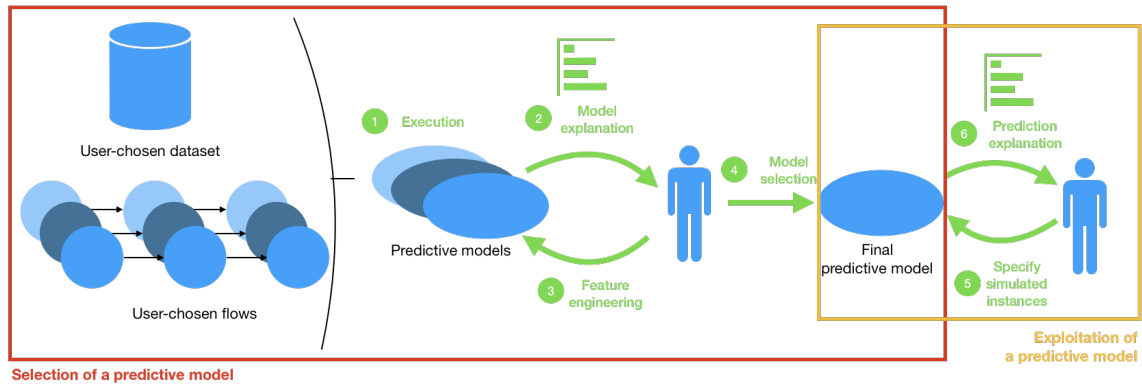 User-chosen dataset
User-chosen flows
1
Execution
2
Model
explanation
Predictive models
3
Feature
engineering
4
Model
selection
Final
predictive model
6
Prediction
explanation
5
Specify
simulated
instances
Exploitation of
a predictive model
Selection of a predictive model